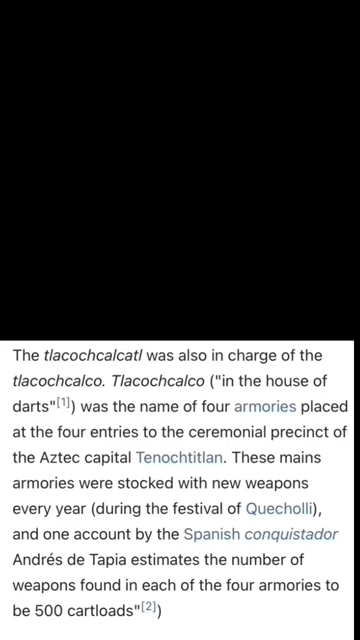 The tlacochcalcatl was also in charge of the
tlacochcalco. Tlacochcalco ("in the house of
darts"[1]) was the name of four armories placed
at the four entries to the ceremonial precinct of
the Aztec capital Tenochtitlan. These mains
armories were stocked with new weapons
every year (during the festival of Quecholli),
and one account by the Spanish conquistador
Andrés de Tapia estimates the number of
weapons found in each of the four armories to
be 500 cartloads"[2])